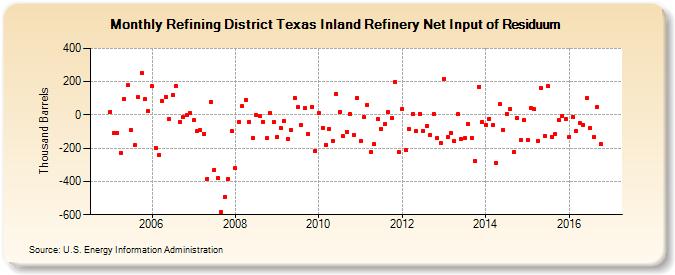 Monthly Refining District Texas Inland Refinery Net Input of Residuum
Thousand Barrels
400
200
0
-200
-400
-600
2006 2008 2010 2012 2014 2016
Source: U.S. Energy Information Administration